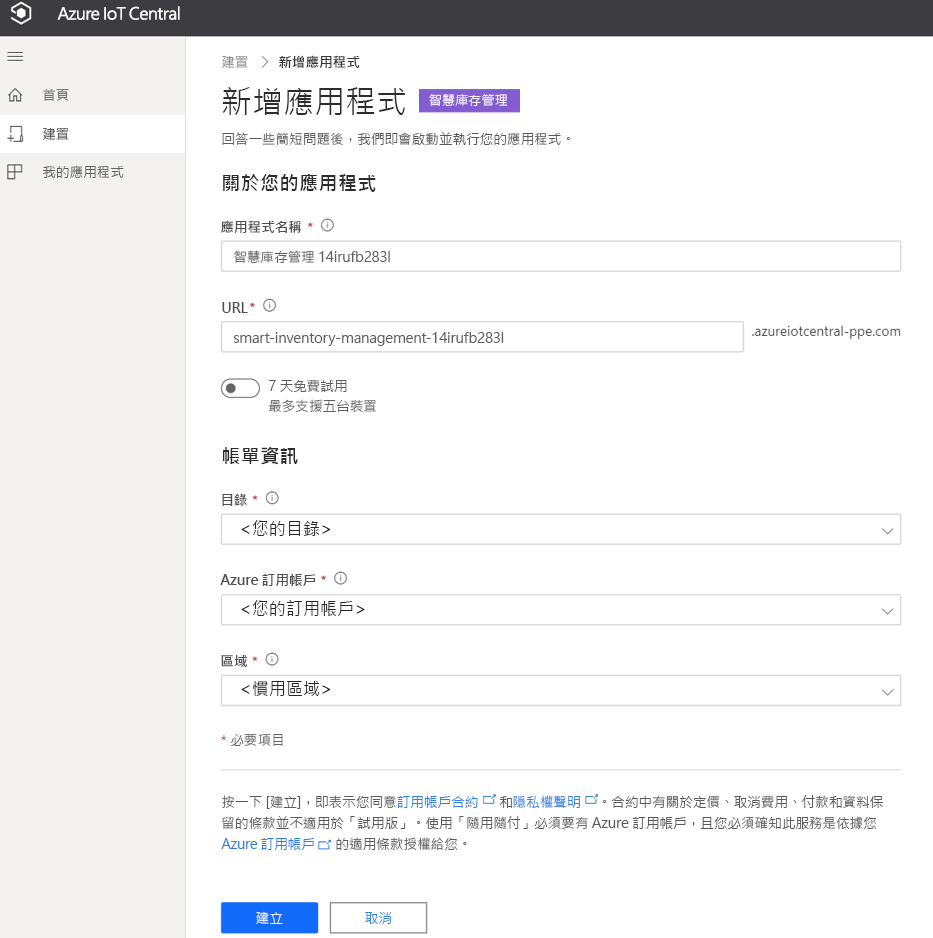 Azure IoT Central
首頁
建置
我的應用程式
建置 > 新增應用程式
新增應用程式 智慧庫存管理
回答一些簡短問題後，我們即會啟動並執行您的應用程式。
關於您的應用程式
應用程式名稱 *
智慧庫存管理 14irufb283l
URL *
smart-inventory-management-14irufb283l .azureiotcentral-ppe.com
7 天免費試用
最多支援五台裝置
帳單資訊
目錄 *
<您的目錄>
Azure 訂用帳戶 *
<您的訂用帳戶>
區域 *
<慣用區域>
* 必要項目
按一下 [建立]，即表示您同意訂用帳戶合約 和隱私權聲明 。合約中有關於定價、取消費用、付款和資料保
留的條款並不適用於「試用版」。使用「隨用隨付」必須要有 Azure 訂用帳戶，且您必須確知此服務是依據您
Azure 訂用帳戶 的適用條款授權給您。
建立 取消